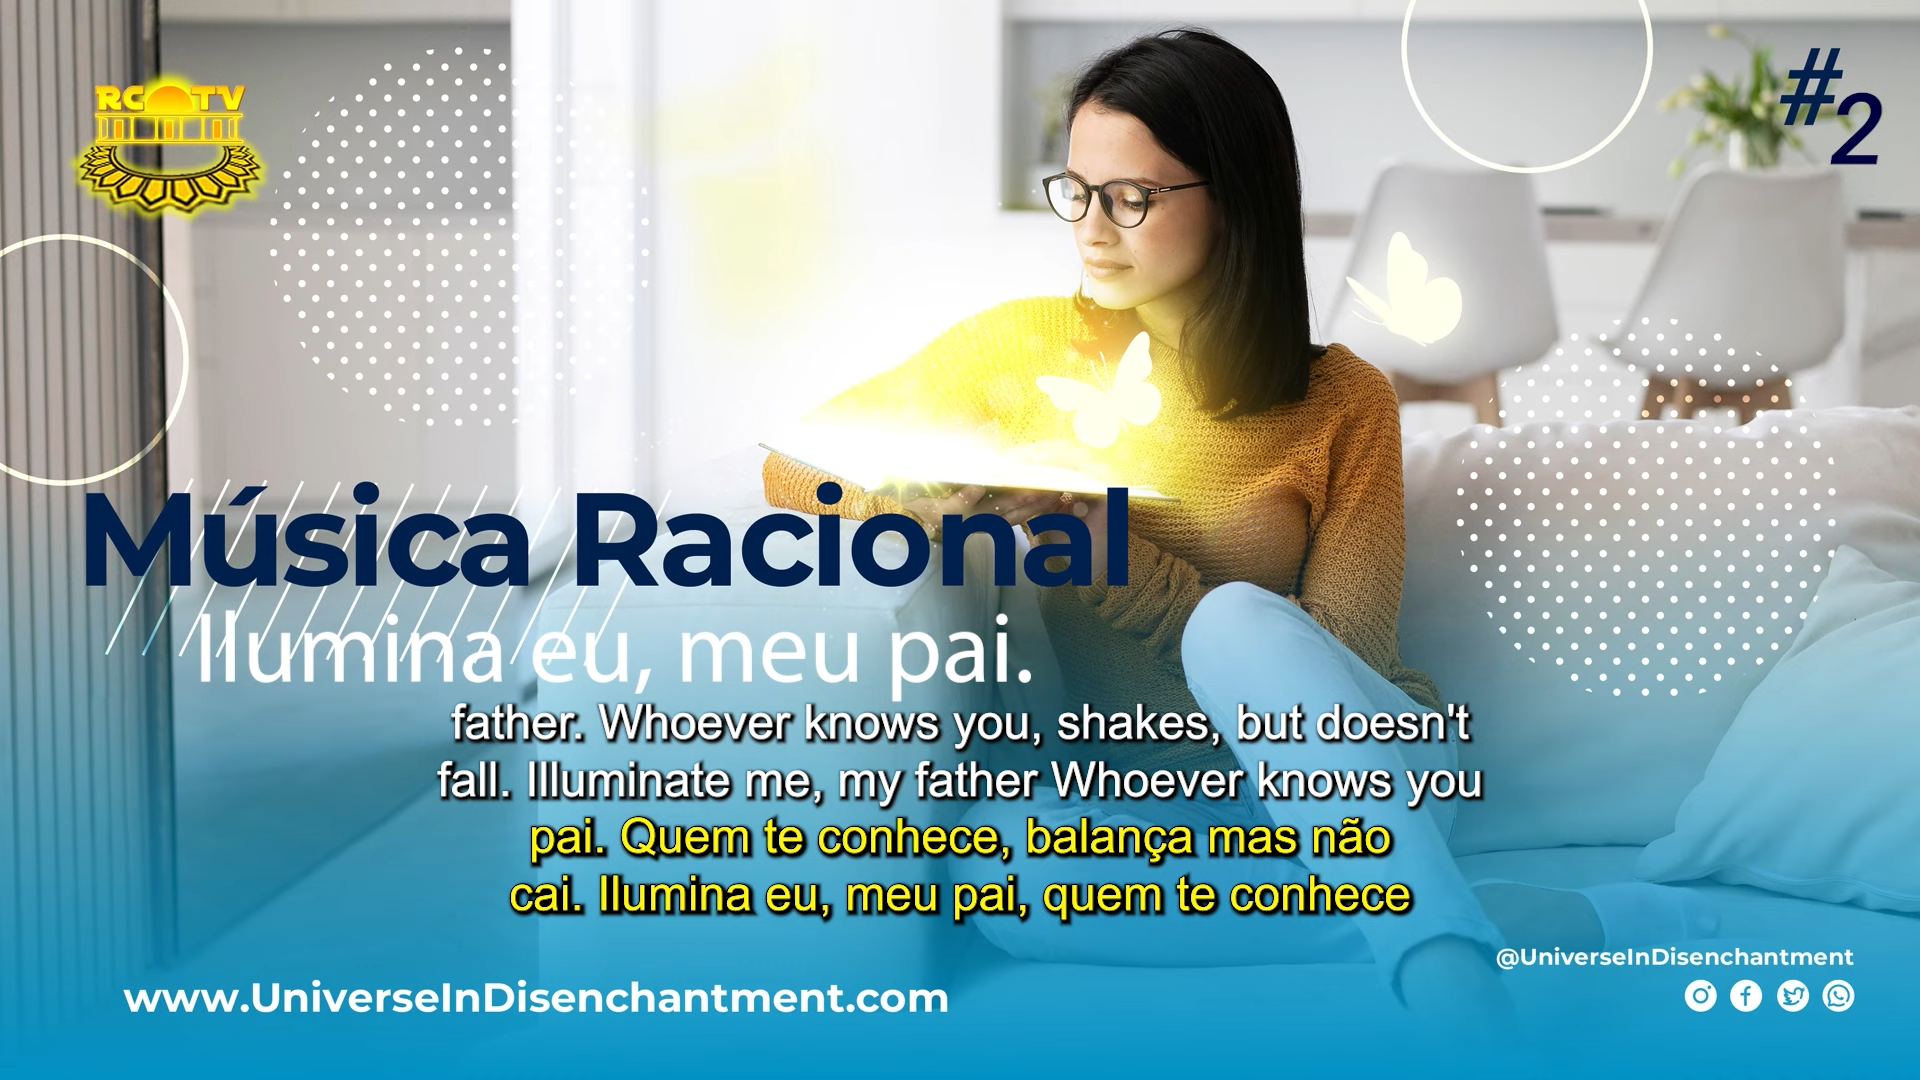 RC TV
#2
Música Racional
Ilumina eu, meu pai.
father. Whoever knows you, shakes, but doesn't
fall. Illuminate me, my father Whoever knows you
pai. Quem te conhece, balança mas não
cai. Ilumina eu, meu pai, quem te conhece
@UniverseInDisenchantment
www.UniverseInDisenchantment.com